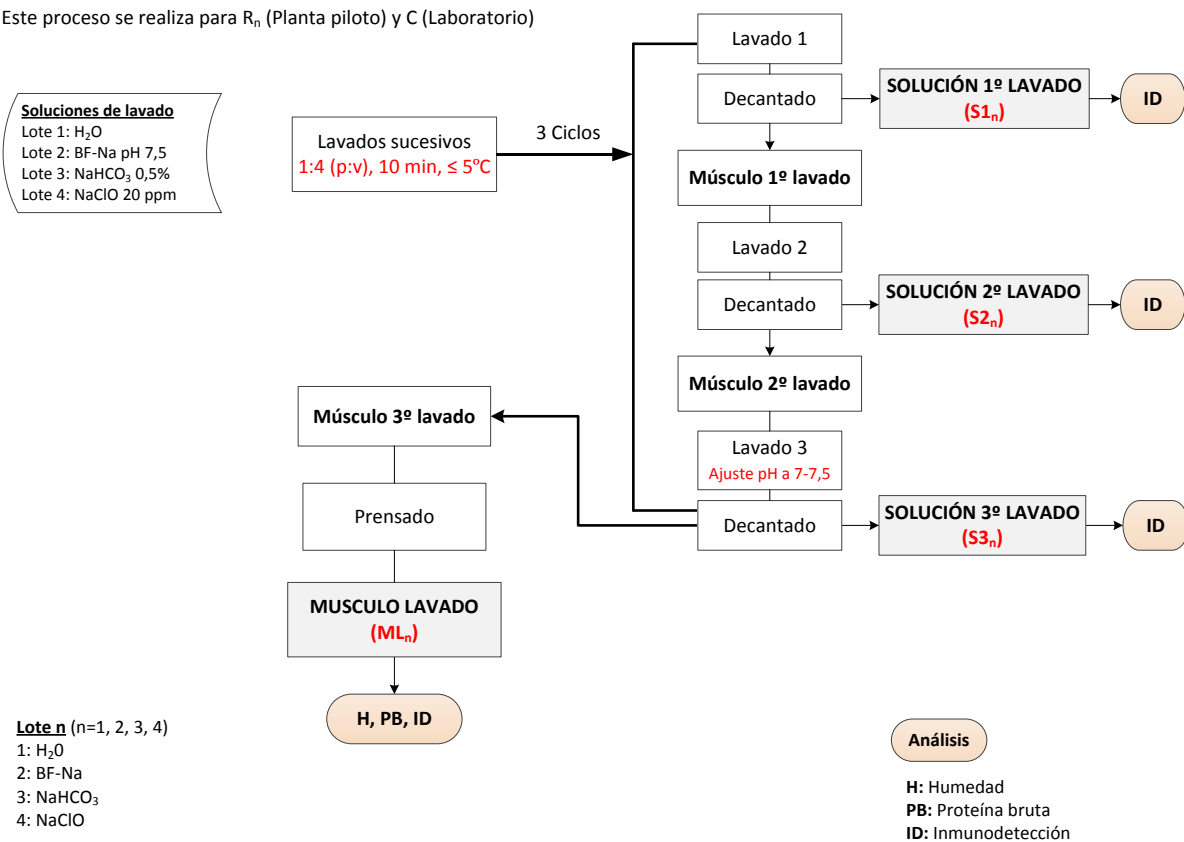 Este proceso se realiza para Rn (Planta piloto) y C (Laboratorio)
Soluciones de lavado
Lote 1: H2O
Lote 2: BF-Na pH 7,5
Lote 3: NaHCO3 0,5%
Lote 4: NaClO 20 ppm
Lavados sucesivos
1:4 (p:v), 10 min, ≤ 5ºC
3 Ciclos
Lavado 1
Decantado
SOLUCIÓN 1º LAVADO
(S1n)
ID
Músculo 1º lavado
Lavado 2
Decantado
SOLUCIÓN 2º LAVADO
(S2n)
ID
Músculo 2º lavado
Lavado 3
Ajuste pH a 7-7,5
Decantado
SOLUCIÓN 3º LAVADO
(S3n)
ID
Músculo 3º lavado
Prensado
MUSCULO LAVADO
(MLn)
H, PB, ID
Lote n (n=1, 2, 3, 4)
1: H20
2: BF-Na
3: NaHCO3
4: NaClO
Análisis
H: Humedad
PB: Proteína bruta
ID: Inmunodetección